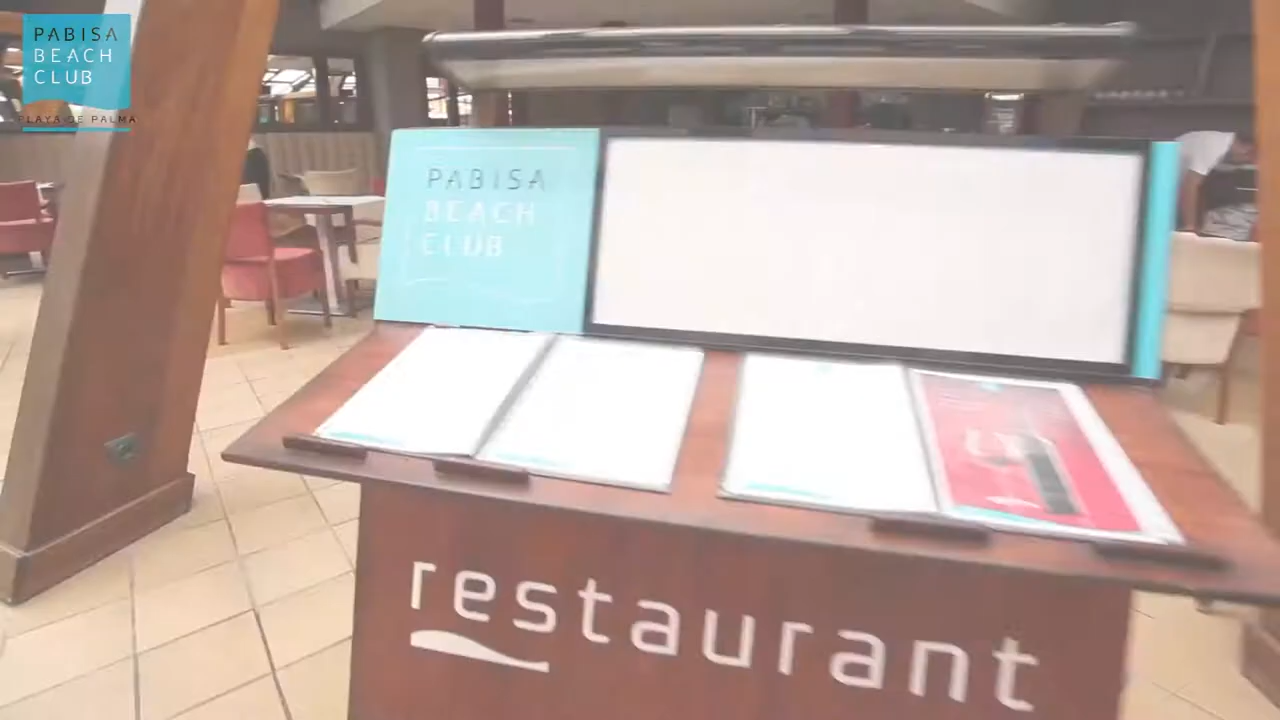 PABISA
BEACH
CLUB
PLAYA DE PALMA
PABISA
BEACH
CLUB
restaurant